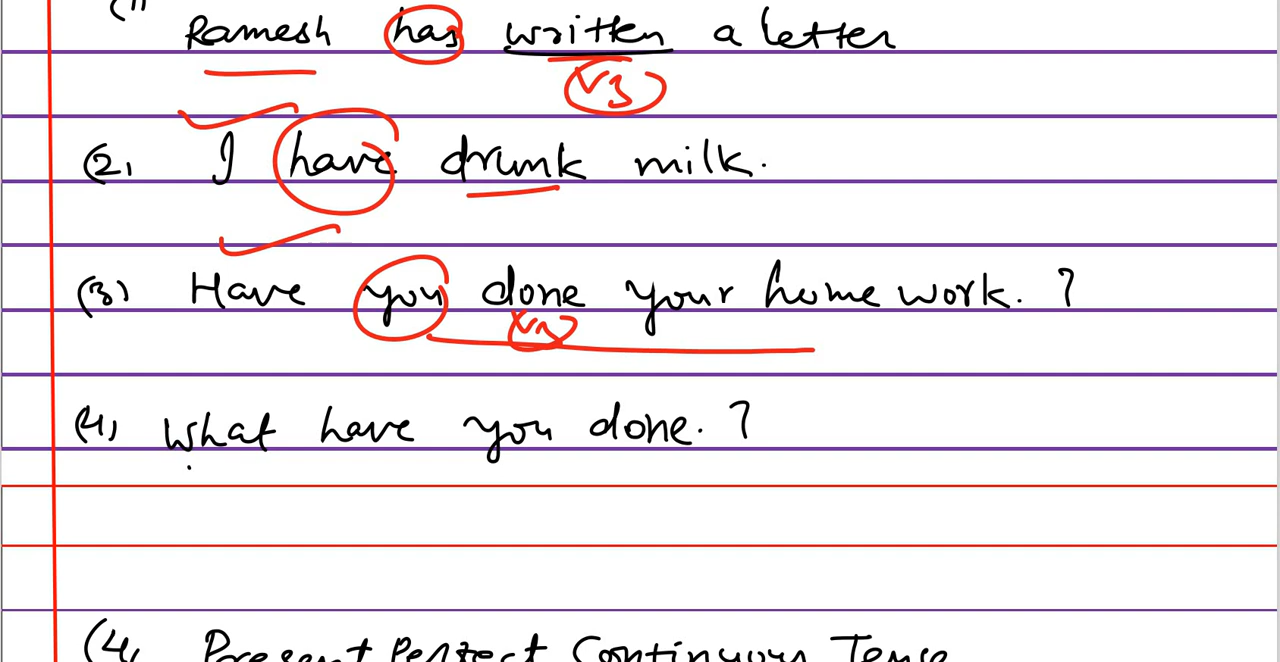 (1)
Ramesh has written a letter
V3
(2) I have drunk milk.
(3) Have you done your home work. ?
V3
(4) What have you done. ?
(4) Present Perfect Continuous Tense